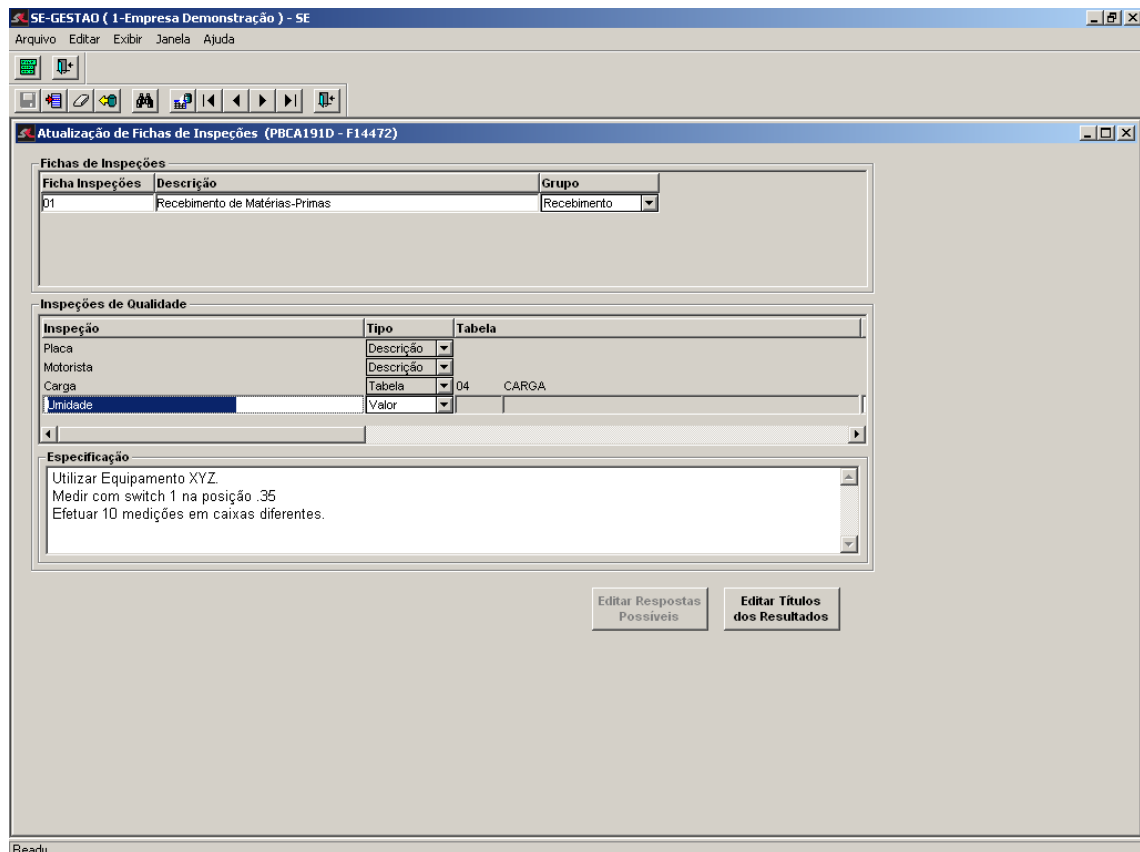 SE-GESTAO ( 1-Empresa Demonstração ) - SE
Arquivo Editar Exibir Janela Ajuda
Atualização de Fichas de Inspeções (PBCA191D - F14472)
Fichas de Inspeções
Ficha Inspeções Descrição Grupo
01 Recebimento de Matérias-Primas Recebimento
Inspeções de Qualidade
Inspeção Tipo Tabela
Placa Descrição
Motorista Descrição
Carga Tabela 04 CARGA
Umidade Valor
Especificação
Utilizar Equipamento XYZ.
Medir com switch 1 na posição .35
Efetuar 10 medições em caixas diferentes.
Editar Respostas Possíveis
Editar Títulos dos Resultados
Ready